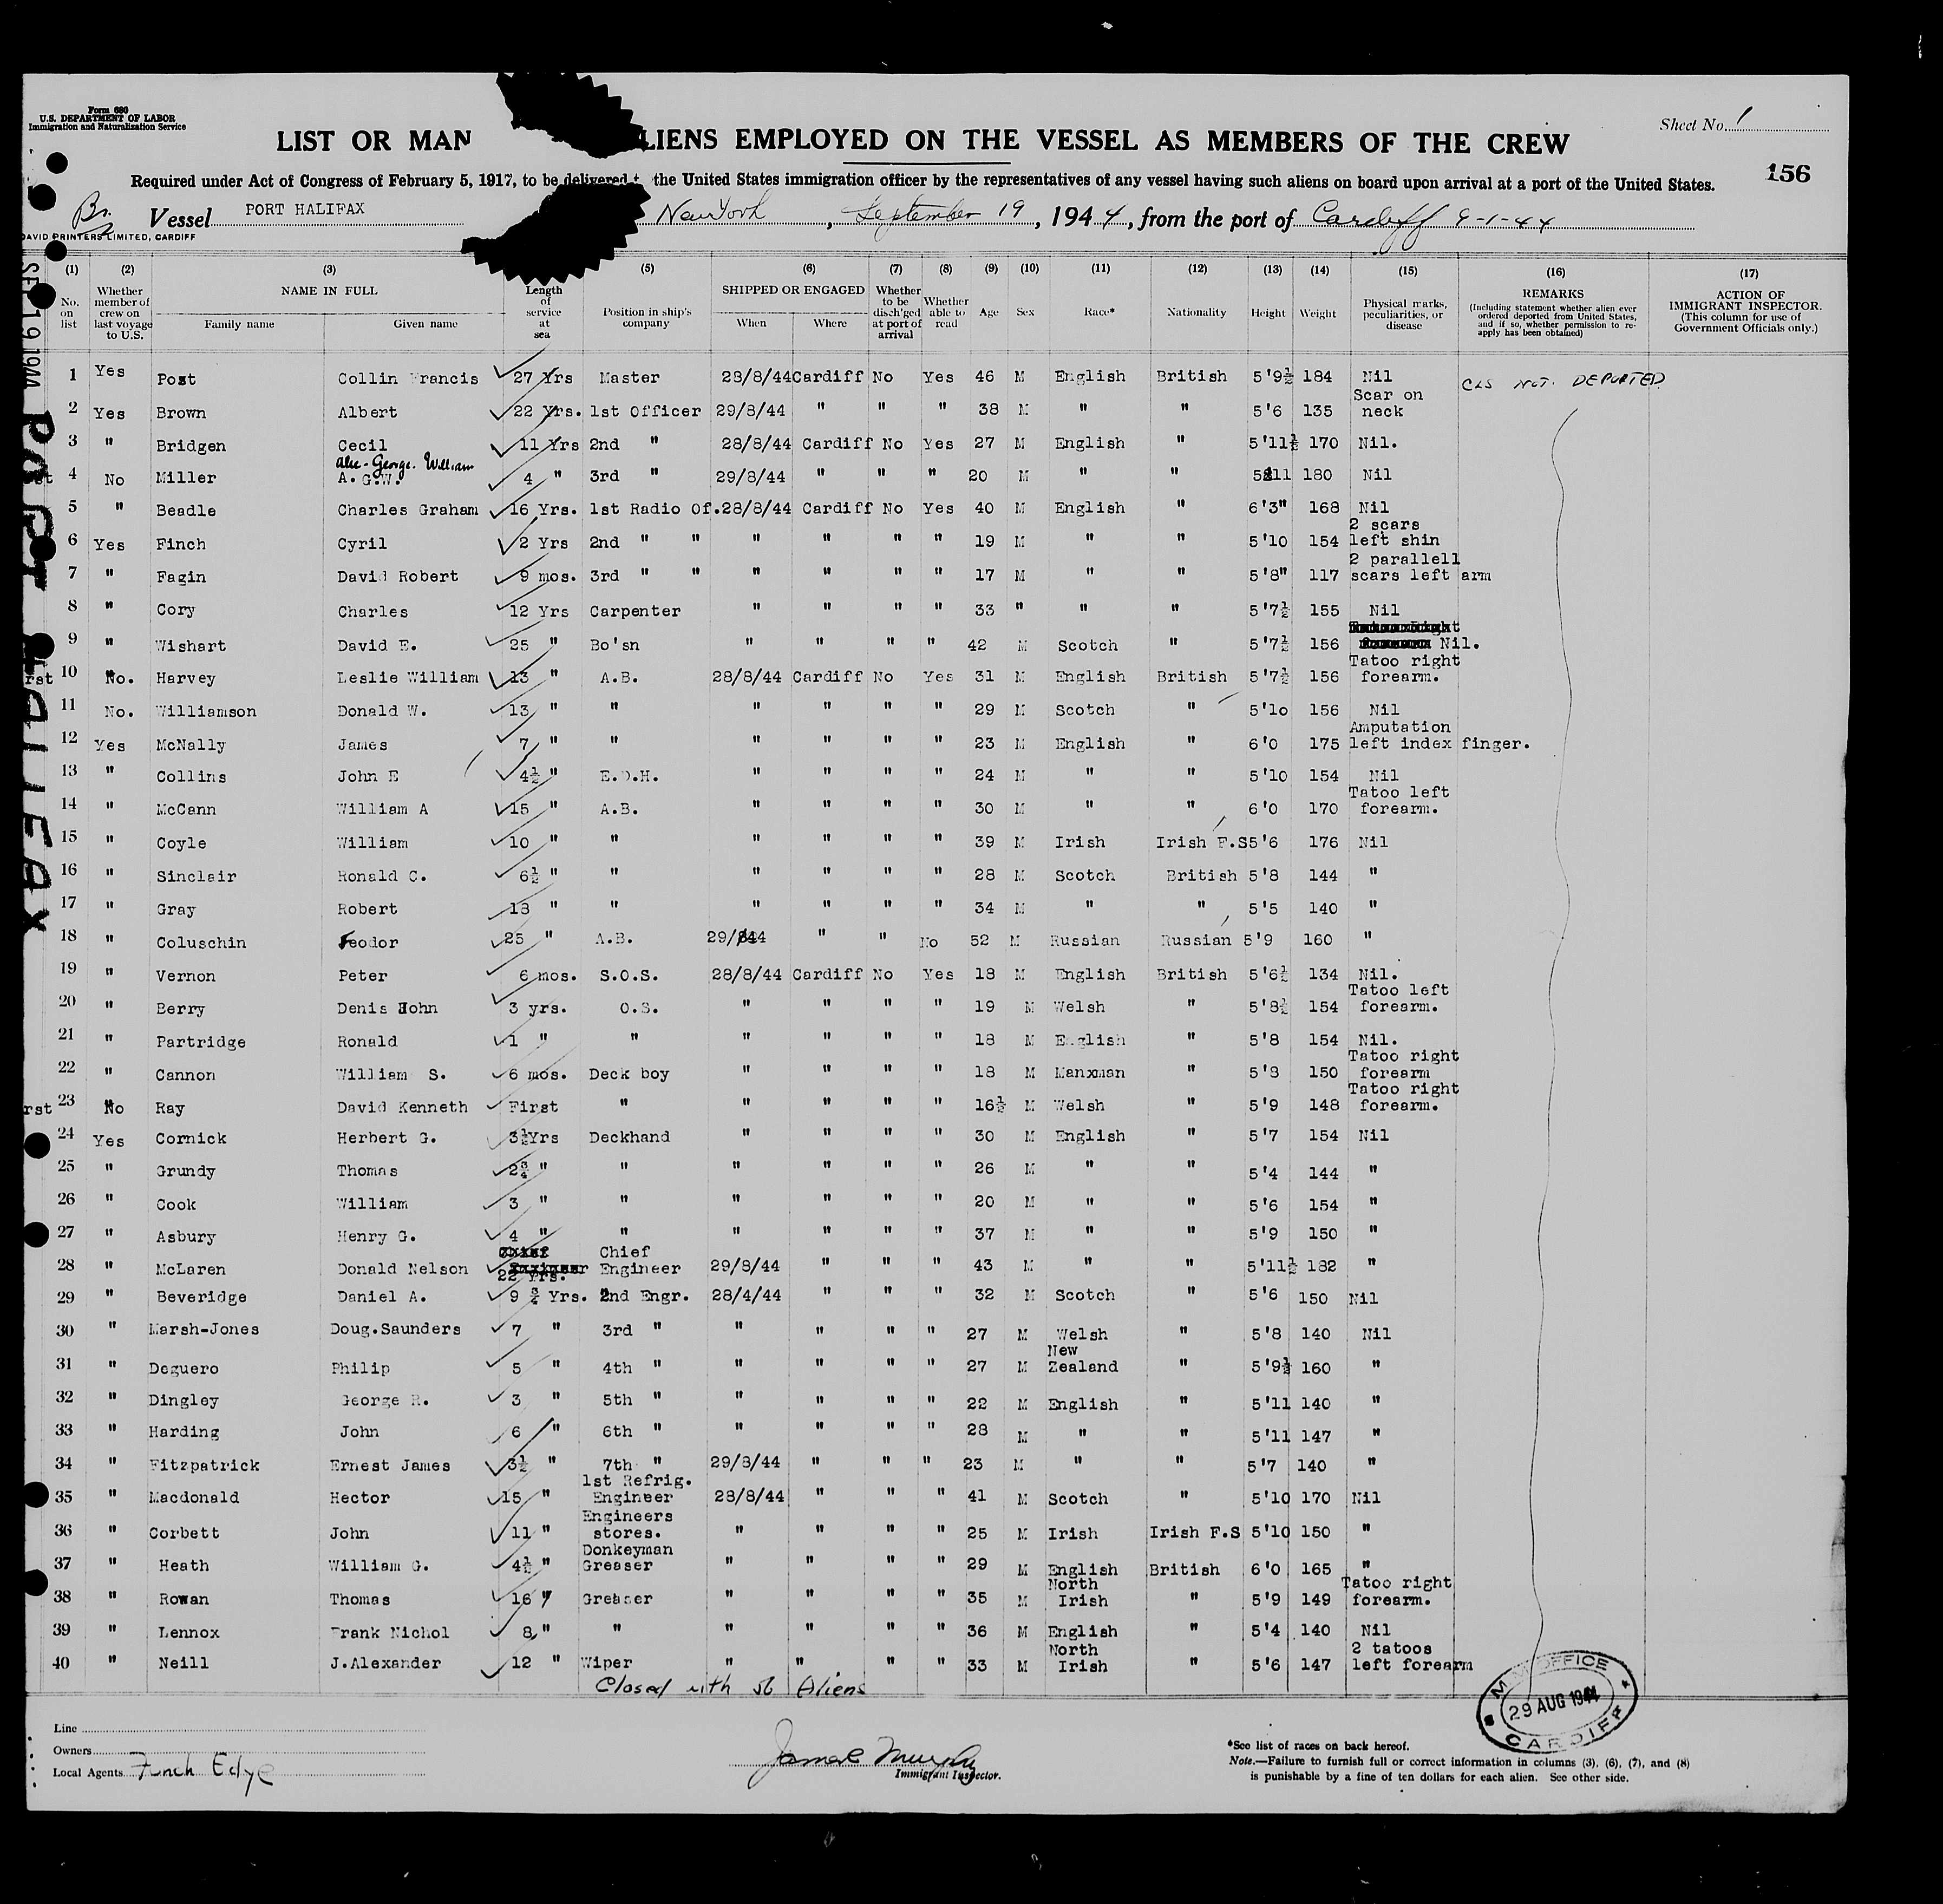 Form 680
U.S. DEPARTMENT OF LABOR
Immigration and Naturalization Service
Sheet No. 1
LIST OR MAN LIENS EMPLOYED ON THE VESSEL AS MEMBERS OF THE CREW
156
Required under Act of Congress of February 5, 1917, to be delivered t the United States immigration officer by the representatives of any vessel having such aliens on board upon arrival at a port of the United States.
Br. Vessel PORT HALIFAX New York, September 19, 1944, from the port of Cardiff 9-1-44
DAVID PRINTERS LIMITED, CARDIFF
SEP 19 1944 PORT HALIFAX
(1) (2) (3) (5) (6) (7) (8) (9) (10) (11) (12) (13) (14) (15) (16) (17)
No. on list
Whether member of crew on last voyage to U.S.
NAME IN FULL
Family name Given name
Length of service at sea
Position in ship's company
SHIPPED OR ENGAGED
When Where
Whether to be disch'ged at port of arrival
Whether able to read
Age Sex Race* Nationality Height Weight
Physical marks, peculiarities, or disease
REMARKS
(Including statement whether alien ever ordered deported from United States, and if so, whether permission to re-apply has been obtained)
ACTION OF IMMIGRANT INSPECTOR.
(This column for use of Government Officials only.)
1 Yes Post Collin Francis 27 Yrs Master 28/8/44 Cardiff No Yes 46 M English British 5'9½ 184 Nil CLS NOT DEPORTED
2 Yes Brown Albert 22 Yrs. 1st Officer 29/8/44 " " " 38 M " " 5'6 135 Scar on neck
3 " Bridgen Cecil 11 Yrs 2nd " 28/8/44 Cardiff No Yes 27 M English " 5'11½ 170 Nil.
4 No Miller A. G.W. George William 4 " 3rd " 29/8/44 " " " 20 M " " 5'11 180 Nil
5 " Beadle Charles Graham 16 Yrs. 1st Radio Of. 28/8/44 Cardiff No Yes 40 M English " 6'3" 168 Nil
6 Yes Finch Cyril 2 Yrs 2nd " " " " " " 19 M " " 5'10 154 2 scars left shin
7 " Fagin David Robert 9 mos. 3rd " " " " " " 17 M " " 5'8" 117 2 parallell scars left arm
8 " Cory Charles 12 Yrs Carpenter " " " " 33 " " " 5'7½ 155 Nil
9 " Wishart David E. 25 " Bo'sn " " " " 42 M Scotch " 5'7½ 156 Nil.
rst 10 No. Harvey Leslie William 13 " A.B. 28/8/44 Cardiff No Yes 31 M English British 5'7½ 156 Tatoo right forearm.
11 No. Williamson Donald W. 13 " " " " " " 29 M Scotch " 5'10 156 Nil
12 Yes McNally James 7 " " " " " " 23 M English " 6'0 175 Amputation left index finger.
13 " Collins John E 4½ " E.D.H. " " " " 24 M " " 5'10 154 Nil
14 " McCann William A 15 " A.B. " " " " 30 M " " 6'0 170 Tatoo left forearm.
15 " Coyle William 10 " " " " " " 39 M Irish Irish F.S 5'6 176 Nil
16 " Sinclair Ronald C. 6½ " " " " " " 28 M Scotch British 5'8 144 "
17 " Gray Robert 18 " " " " " " 34 M " " 5'5 140 "
18 " Coluschin Feodor 25 " A.B. 29/844 " " No 52 M Russian Russian 5'9 160 "
19 " Vernon Peter 6 mos. S.O.S. 28/8/44 Cardiff No Yes 18 M English British 5'6½ 134 Nil.
20 " Berry Denis John 3 yrs. O.S. " " " " 19 M Welsh " 5'8½ 154 Tatoo left forearm.
21 " Partridge Ronald 1 " " " " " " 18 M English " 5'8 154 Nil.
22 " Cannon William S. 6 mos. Deck boy " " " " 18 M Manxman " 5'8 150 Tatoo right forearm
rst 23 No Ray David Kenneth First " " " " " 16½ M Welsh " 5'9 148 Tatoo right forearm.
24 Yes Cornick Herbert G. 3½Yrs Deckhand " " " " 30 M English " 5'7 154 Nil
25 " Grundy Thomas 2¾ " " " " " " 26 M " " 5'4 144 "
26 " Cook William 3 " " " " " " 20 M " " 5'6 154 "
27 " Asbury Henry G. 4 " " " " " " 37 M " " 5'9 150 "
28 " McLaren Donald Nelson 22 Yrs. Chief Engineer 29/8/44 " " " 43 M " " 5'11½ 182 "
29 " Beveridge Daniel A. 9 ¾ Yrs. 2nd Engr. 28/4/44 " " " 32 M Scotch " 5'6 150 Nil
30 " Marsh-Jones Doug.Saunders 7 " 3rd " " " " " 27 M Welsh " 5'8 140 Nil
31 " Deguero Philip 5 " 4th " " " " " 27 M New Zealand " 5'9½ 160 "
32 " Dingley George R. 3 " 5th " " " " " 22 M English " 5'11 140 "
33 " Harding John 6 " 6th " " " " " 28 M " " 5'11 147 "
34 " Fitzpatrick Ernest James 3½ " 7th " 29/8/44 " " " 23 M " " 5'7 140 "
35 " Macdonald Hector 15 " 1st Refrig. Engineer 28/8/44 " " " 41 M Scotch " 5'10 170 Nil
36 " Corbett John 11 " Engineers stores. " " " " 25 M Irish Irish F.S 5'10 150 "
37 " Heath William G. 4½ " Donkeyman Greaser " " " " 29 M English British 6'0 165 "
38 " Rowan Thomas 16 " Greaser " " " " 35 M North Irish " 5'9 149 Tatoo right forearm.
39 " Lennox Frank Nichol 8 " " " " " " 36 M English " 5'4 140 Nil
40 " Neill J.Alexander 12 " Wiper " " " " 33 M North Irish " 5'6 147 2 tatoos left forearm
Closed with 56 Aliens
Line
Owners
Local Agents Funch Edye
James Murphy
Immigrant Inspector.
M.M. OFFICE
29 AUG 1944
CARDIFF
*See list of races on back hereof.
Note.—Failure to furnish full or correct information in columns (3), (6), (7), and (8)
is punishable by a fine of ten dollars for each alien. See other side.